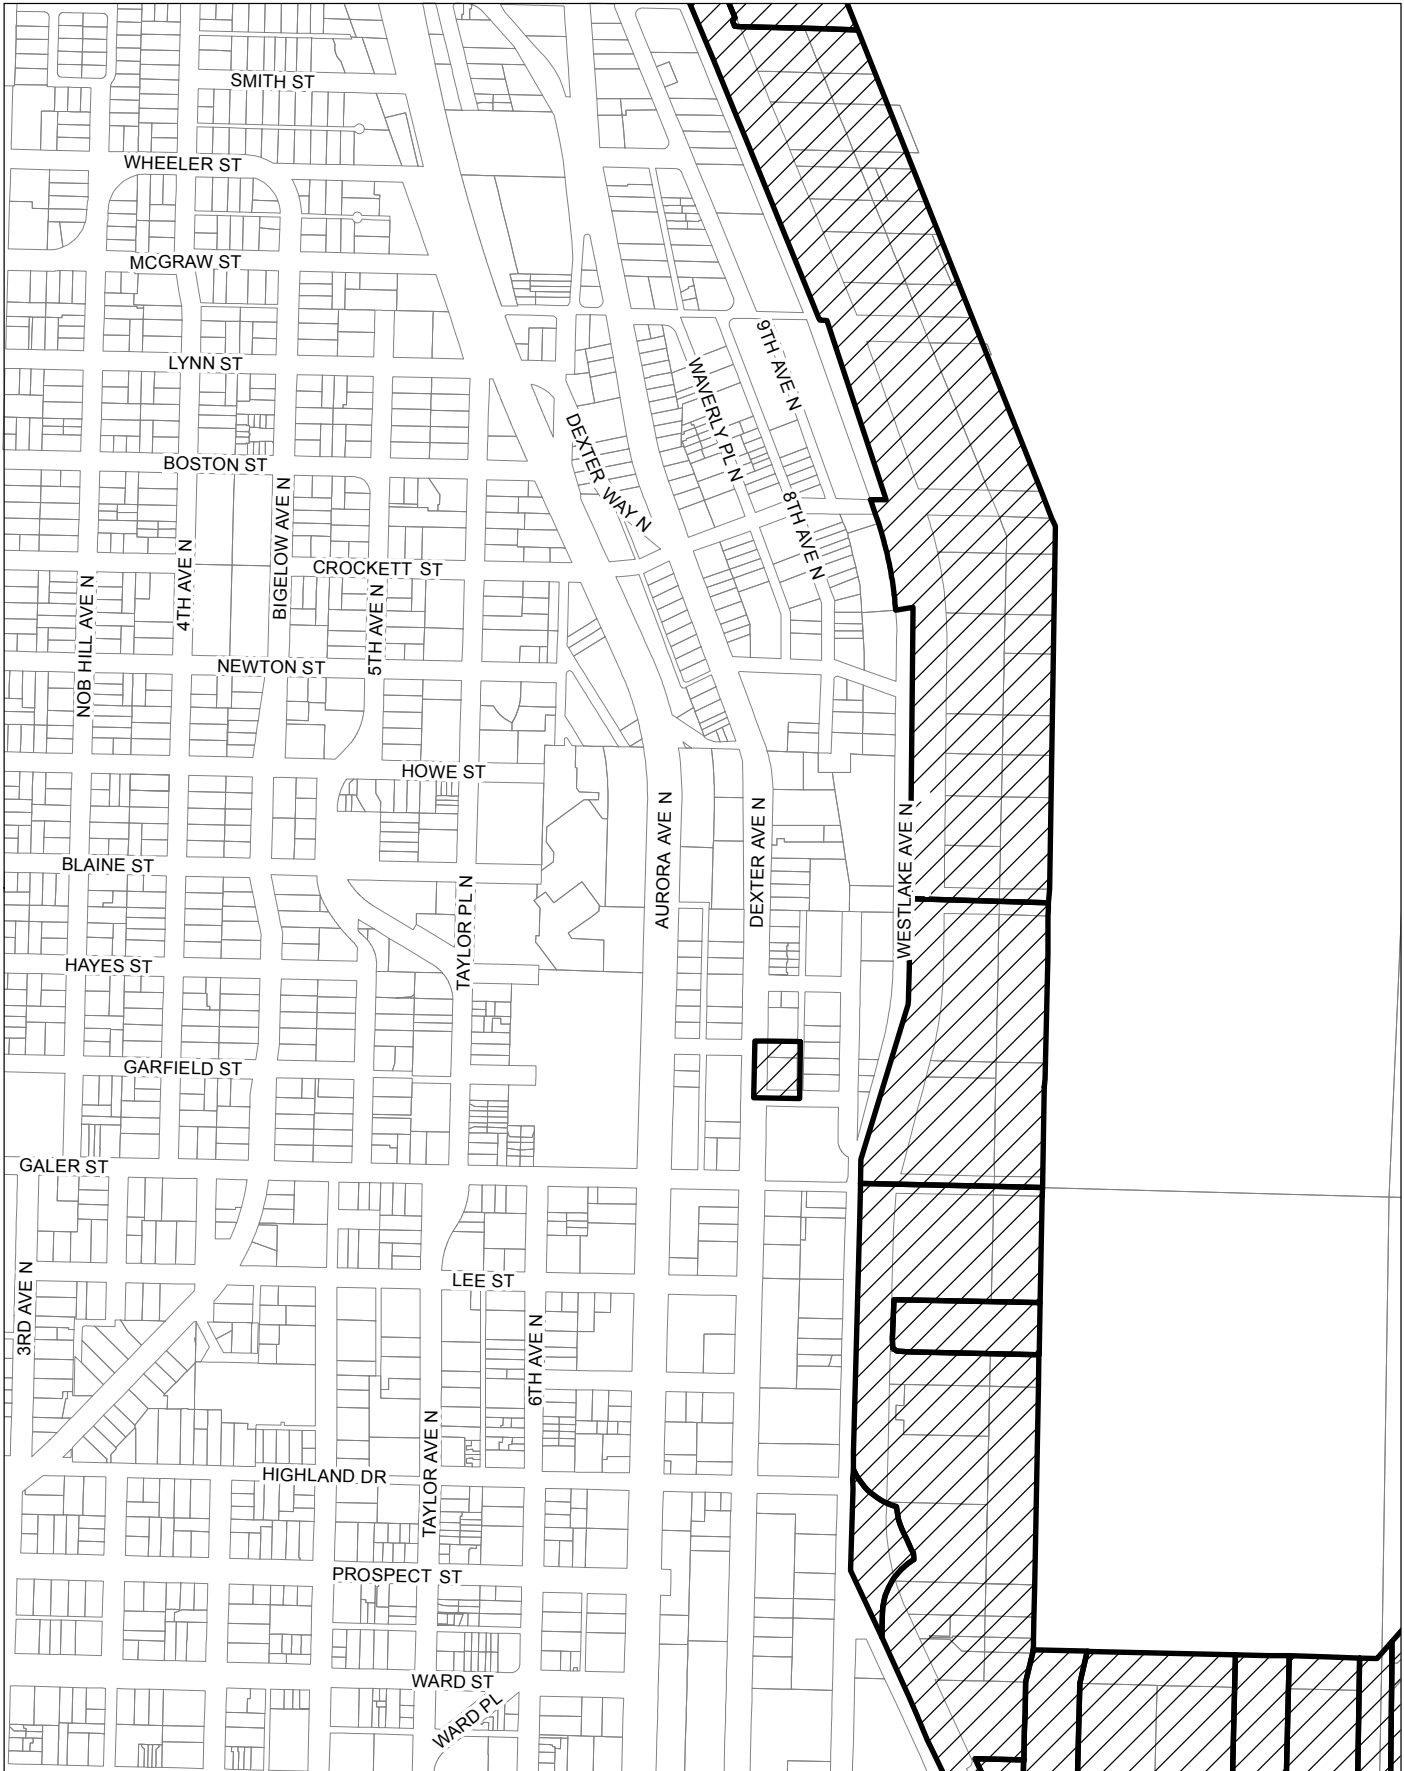 SMITH ST
WHEELER ST
MCGRAW ST
LYNN ST
9TH AVE N
WAVERLY PL N
DEXTER WAY N
BOSTON ST
BIGELOW AVE N
8TH AVE N
4TH AVE N
CROCKETT ST
NOB HILL AVE N
5TH AVE N
NEWTON ST
HOWE ST
AURORA AVE N
DEXTER AVE N
WESTLAKE AVE N
BLAINE ST
TAYLOR PL N
HAYES ST
GARFIELD ST
GALER ST
3RD AVE N
LEE ST
6TH AVE N
TAYLOR AVE N
HIGHLAND DR
PROSPECT ST
WARD ST
WARD PL